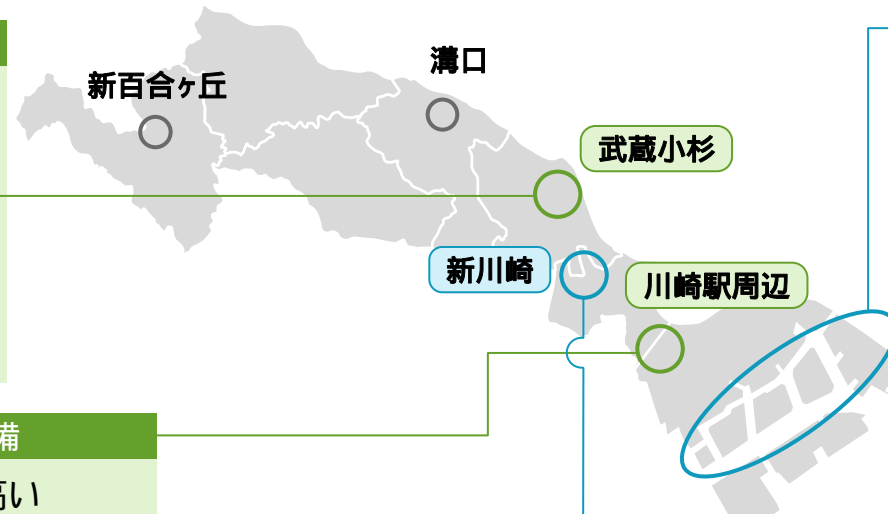 溝口
新百合ヶ丘
武蔵小杉
新川崎
川崎駅周辺
備
高い